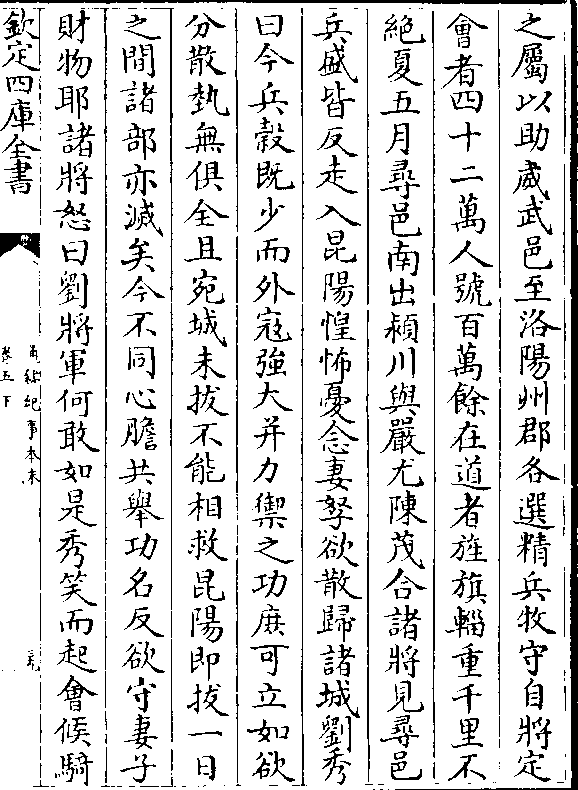 之屬以助威武邑至洛陽州郡各選精兵牧守自將定
會者四十二萬人號百萬餘在道者旌旗輜重千里不
絶夏五月尋邑南出潁川與嚴尤陳茂合諸將見尋邑
兵盛皆反走入昆陽惶怖憂念妻孥欲散歸諸城劉秀
曰今兵穀既少而外寇強大并力禦之功庶可立如欲
分散埶無俱全且宛城未拔不能相救昆陽即拔一日
之間諸部亦滅矣今不同心膽共舉功名反欲守妻子
財物耶諸將怒曰劉將軍何敢如是秀笑而起會候騎
欽定四庫全書
通鑑紀事本末
卷五下